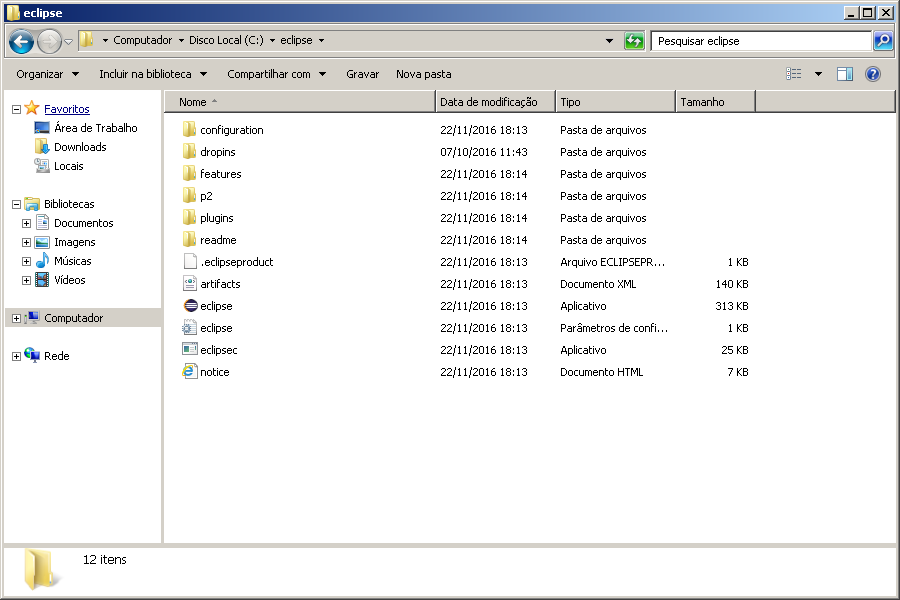 eclipse
Computador Disco Local (C:) eclipse Pesquisar eclipse
Organizar Incluir na biblioteca Compartilhar com Gravar Nova pasta
Favoritos
Área de Trabalho
Downloads
Locais
Bibliotecas
Documentos
Imagens
Músicas
Vídeos
Computador
Rede
Nome Data de modificação Tipo Tamanho
configuration 22/11/2016 18:13 Pasta de arquivos
dropins 07/10/2016 11:43 Pasta de arquivos
features 22/11/2016 18:14 Pasta de arquivos
p2 22/11/2016 18:14 Pasta de arquivos
plugins 22/11/2016 18:14 Pasta de arquivos
readme 22/11/2016 18:14 Pasta de arquivos
.eclipseproduct 22/11/2016 18:13 Arquivo ECLIPSEPR... 1 KB
artifacts 22/11/2016 18:13 Documento XML 140 KB
eclipse 22/11/2016 18:13 Aplicativo 313 KB
eclipse 22/11/2016 18:13 Parâmetros de confi... 1 KB
eclipsec 22/11/2016 18:13 Aplicativo 25 KB
notice 22/11/2016 18:13 Documento HTML 7 KB
12 itens